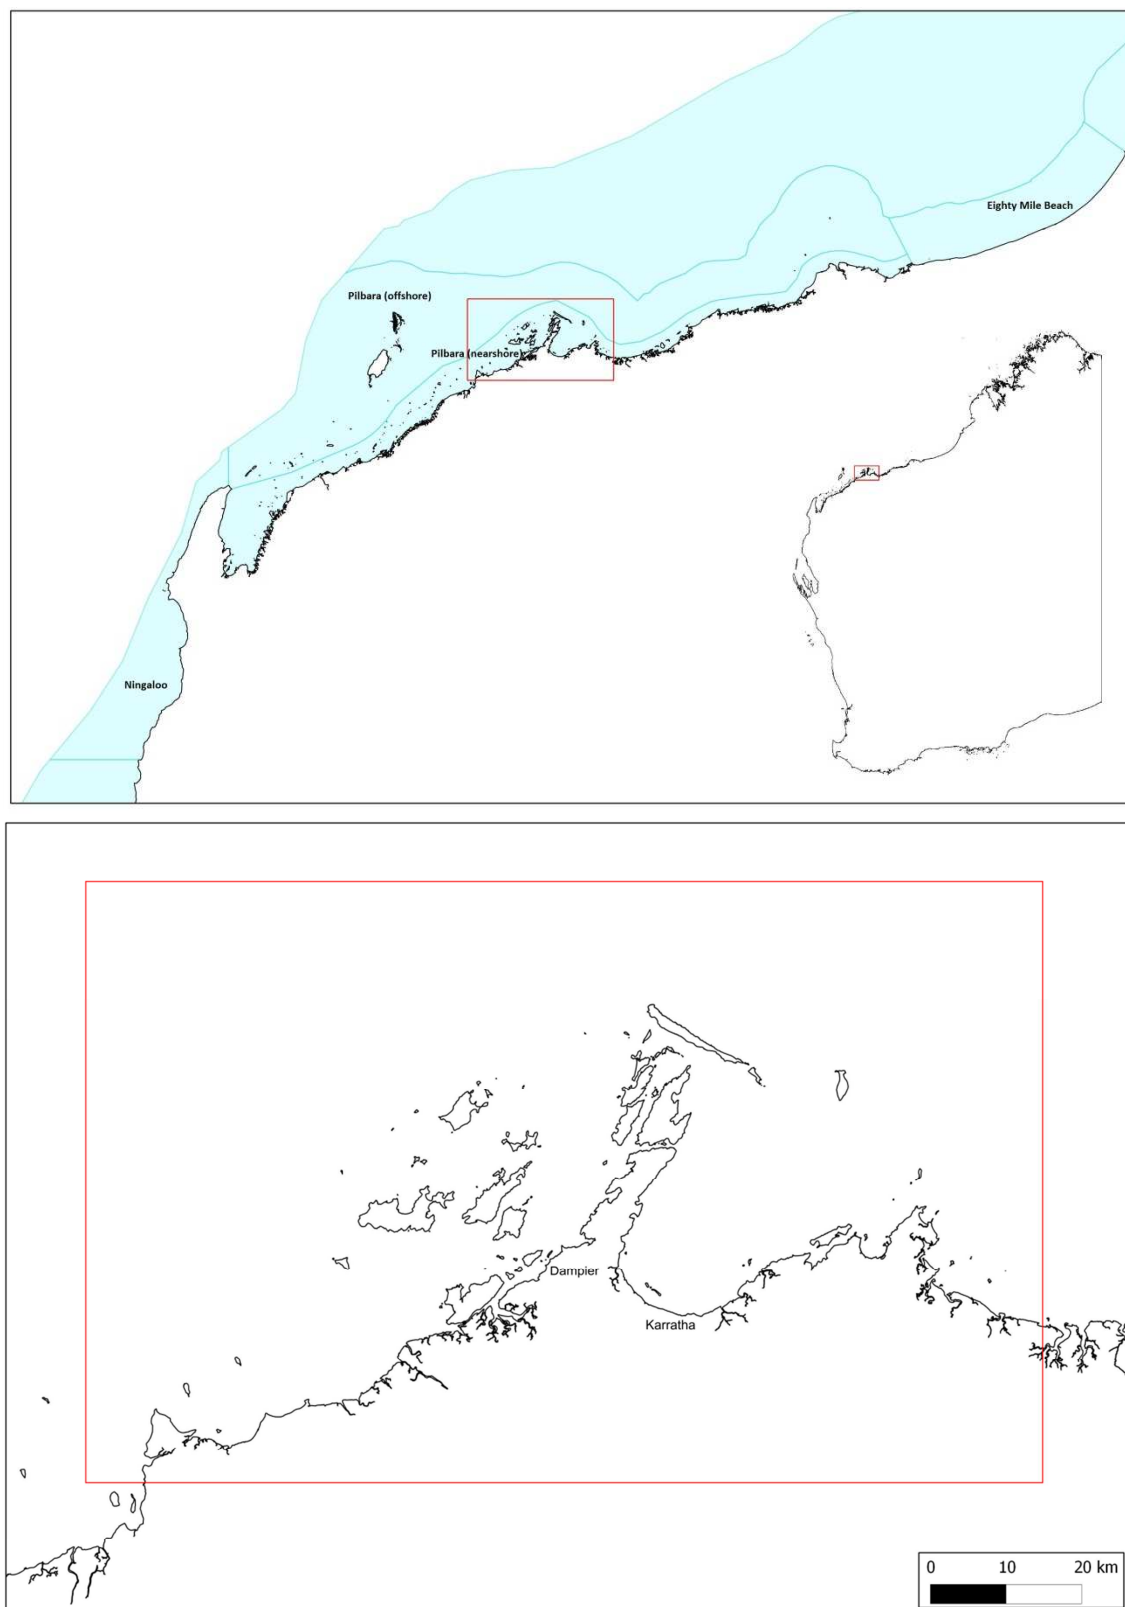 Eighty Mile Beach
Pilbara (offshore)
Pilbara (nearshore)
Ningaloo
Dampier
Karratha
0 10 20 km